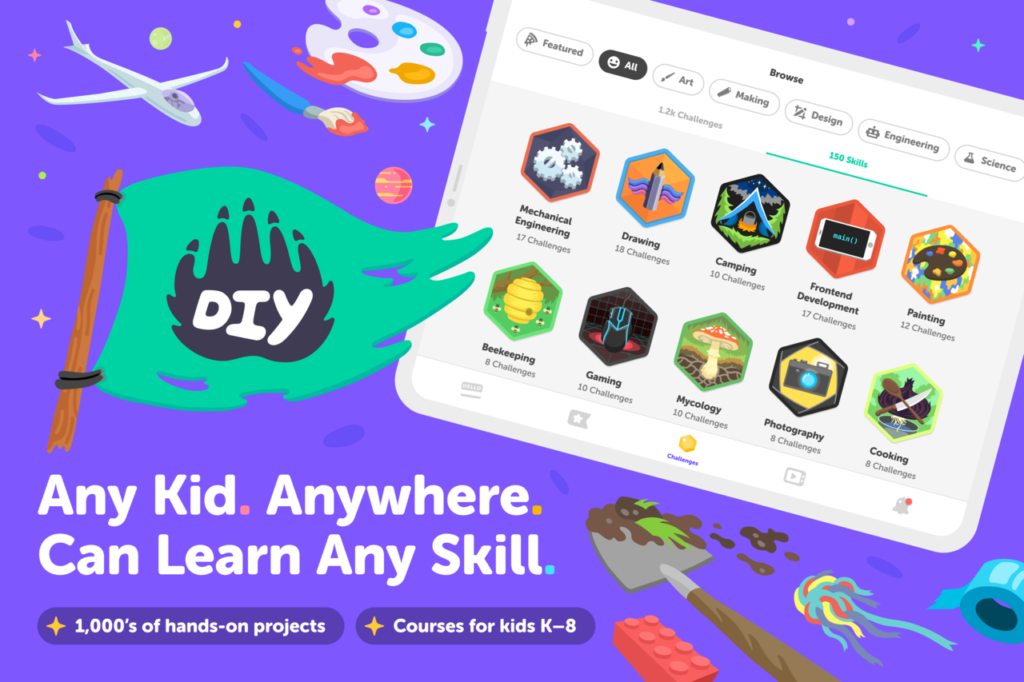 Browse
Featured
All
Art
Making
Design
Engineering
Science
1.2k Challenges
150 Skills
Mechanical
Engineering
17 Challenges
Drawing
18 Challenges
Camping
10 Challenges
main()
Frontend
Development
17 Challenges
Painting
12 Challenges
Beekeeping
8 Challenges
Gaming
10 Challenges
Mycology
10 Challenges
Photography
8 Challenges
Cooking
8 Challenges
HELLO
Challenges
DIY
Any Kid. Anywhere.
Can Learn Any Skill.
1,000’s of hands-on projects
Courses for kids K–8